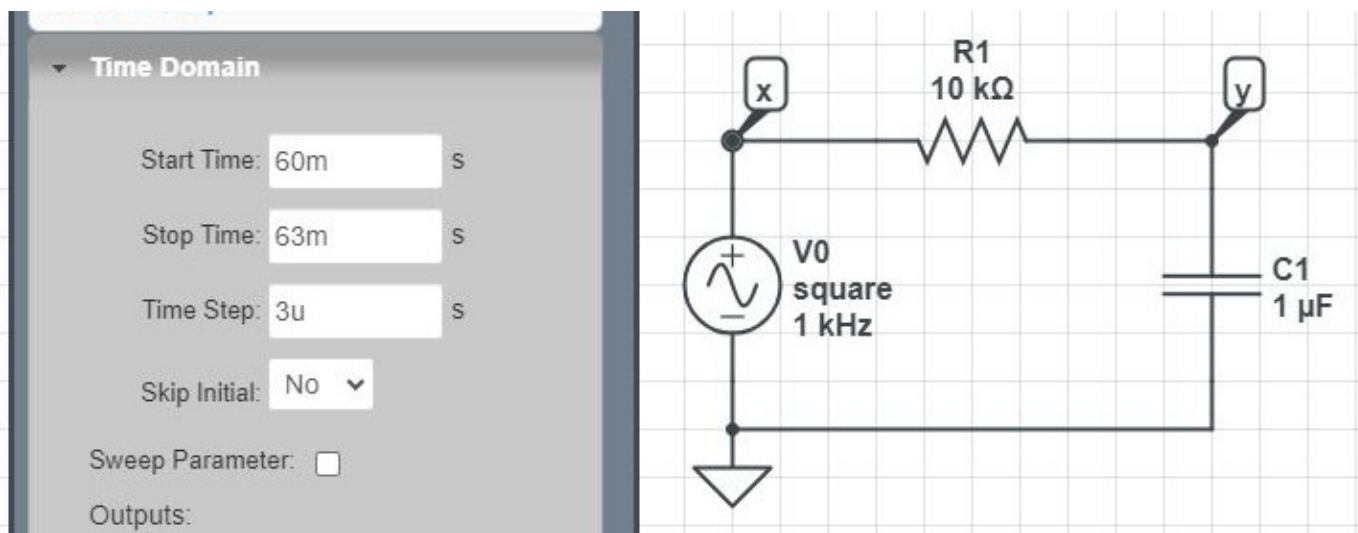 Time Domain
Start Time: 60m s
Stop Time: 63m s
Time Step: 3u s
Skip Initial: No
Sweep Parameter:
Outputs:
x
R1
10 kΩ
y
V0
square
1 kHz
C1
1 µF